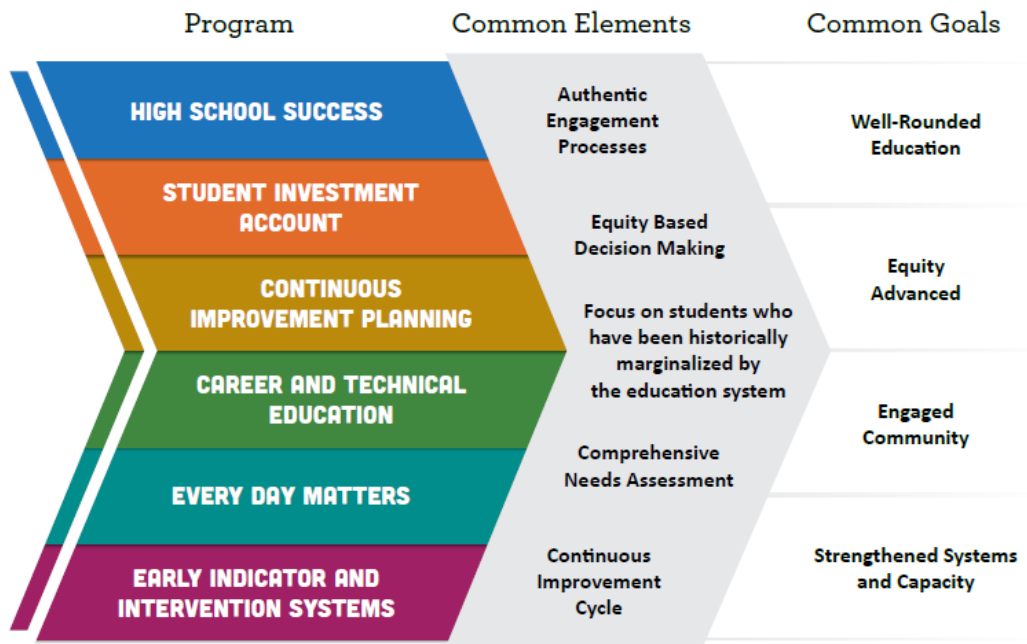 Program
Common Elements
Common Goals
HIGH SCHOOL SUCCESS
STUDENT INVESTMENT
ACCOUNT
CONTINUOUS
IMPROVEMENT PLANNING
CAREER AND TECHNICAL
EDUCATION
EVERY DAY MATTERS
EARLY INDICATOR AND
INTERVENTION SYSTEMS
Authentic
Engagement
Processes
Equity Based
Decision Making
Focus on students who
have been historically
marginalized by
the education system
Comprehensive
Needs Assessment
Continuous
Improvement
Cycle
Well-Rounded
Education
Equity
Advanced
Engaged
Community
Strengthened Systems
and Capacity